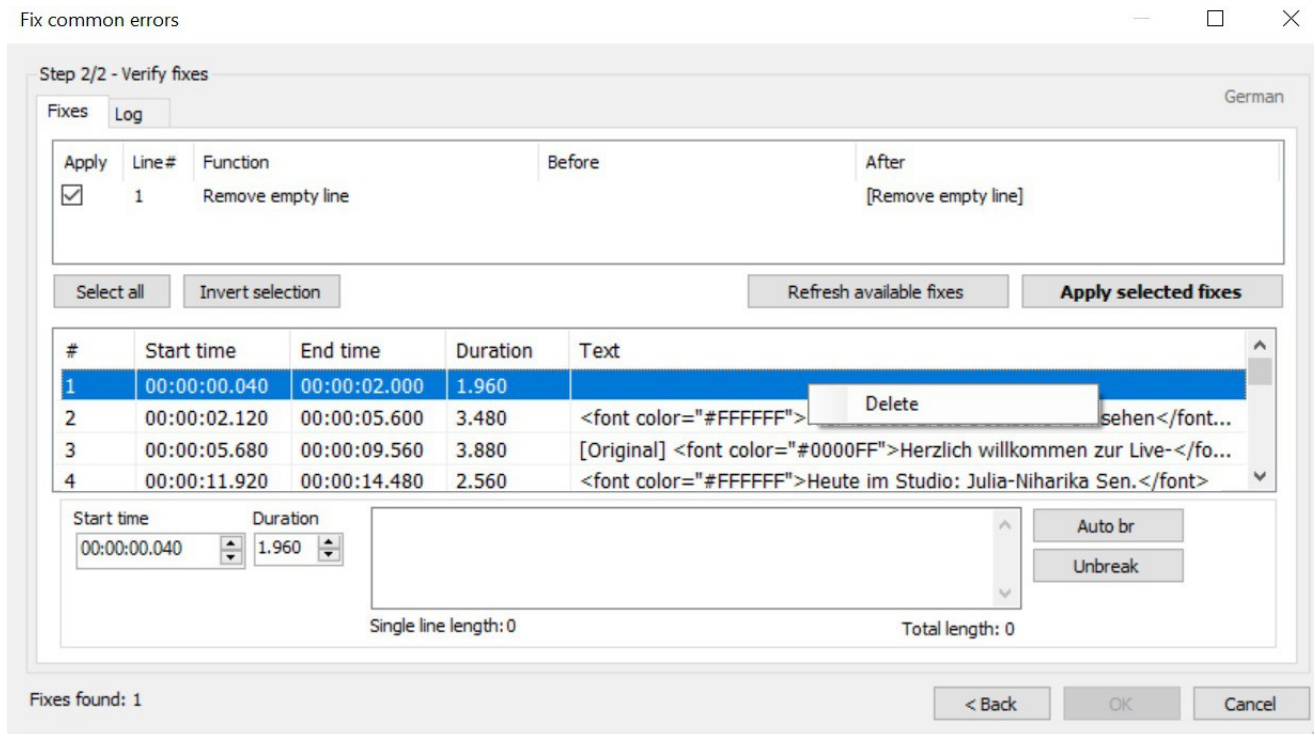 Fix common errors
Step 2/2 - Verify fixes
German
Fixes Log
Apply Line# Function Before After
1 Remove empty line [Remove empty line]
Select all Invert selection Refresh available fixes Apply selected fixes
# Start time End time Duration Text
1 00:00:00.040 00:00:02.000 1.960
Delete
2 00:00:02.120 00:00:05.600 3.480 <font color="#FFFFFF"> sehen</font...
3 00:00:05.680 00:00:09.560 3.880 [Original] <font color="#0000FF">Herzlich willkommen zur Live-</fo...
4 00:00:11.920 00:00:14.480 2.560 <font color="#FFFFFF">Heute im Studio: Julia-Niharika Sen.</font>
Start time Duration
00:00:00.040 1.960
Auto br
Unbreak
Single line length: 0 Total length: 0
Fixes found: 1
< Back OK Cancel